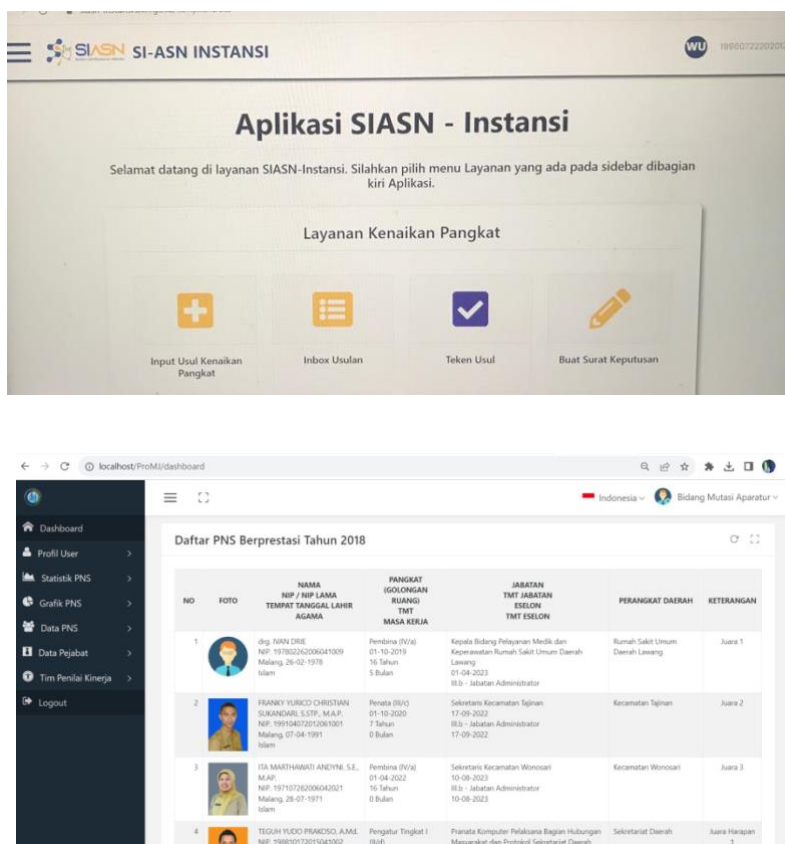 SIASN SI-ASN INSTANSI
WU
Aplikasi SIASN - Instansi
Selamat datang di layanan SIASN-Instansi. Silahkan pilih menu Layanan yang ada pada sidebar dibagian
kiri Aplikasi.
Layanan Kenaikan Pangkat
Input Usul Kenaikan
Pangkat
Inbox Usulan
Teken Usul
Buat Surat Keputusan
localhost/ProMJ/dashboard
Indonesia
Bidang Mutasi Aparatur
Dashboard
Profil User
Statistik PNS
Grafik PNS
Data PNS
Data Pejabat
Tim Penilai Kinerja
Logout
Daftar PNS Berprestasi Tahun 2018
NO
FOTO
NAMA
NIP / NIP LAMA
TEMPAT TANGGAL LAHIR
AGAMA
PANGKAT
(GOLONGAN
RUANG)
TMT
MASA KERJA
JABATAN
TMT JABATAN
ESELON
TMT ESELON
PERANGKAT DAERAH
KETERANGAN
1
drg. IVAN DRIE
NIP. 197802262006041009
Malang, 26-02-1978
Islam
Pembina (IV/a)
01-10-2019
16 Tahun
5 Bulan
Kepala Bidang Pelayanan Medik dan
Keperawatan Rumah Sakit Umum Daerah
Lawang
01-04-2023
III.b - Jabatan Administrator
Rumah Sakit Umum
Daerah Lawang
Juara 1
2
FRANKY YURICO CHRISTIAN
SUKANDARI, S.STP., M.A.P.
NIP. 199104072012061001
Malang, 07-04-1991
Islam
Penata (III/c)
01-10-2020
7 Tahun
0 Bulan
Sekretaris Kecamatan Tajinan
17-09-2022
III.b - Jabatan Administrator
17-09-2022
Kecamatan Tajinan
Juara 2
3
ITA MARTHAWATI ANDYNI, S.E.,
M.AP.
NIP. 197107282006042021
Malang, 28-07-1971
Islam
Pembina (IV/a)
01-04-2022
16 Tahun
0 Bulan
Sekretaris Kecamatan Wonosari
10-08-2023
III.b - Jabatan Administrator
10-08-2023
Kecamatan Wonosari
Juara 3
4
TEGUH YUDO PRAKOSO, A.Md.
NIP. 198810172015041002
Pengatur Tingkat I
(II/d)
Pranata Komputer Pelaksana Bagian Hubungan
Masyarakat dan Protokol Sekretariat Daerah
Sekretariat Daerah
Juara Harapan
1